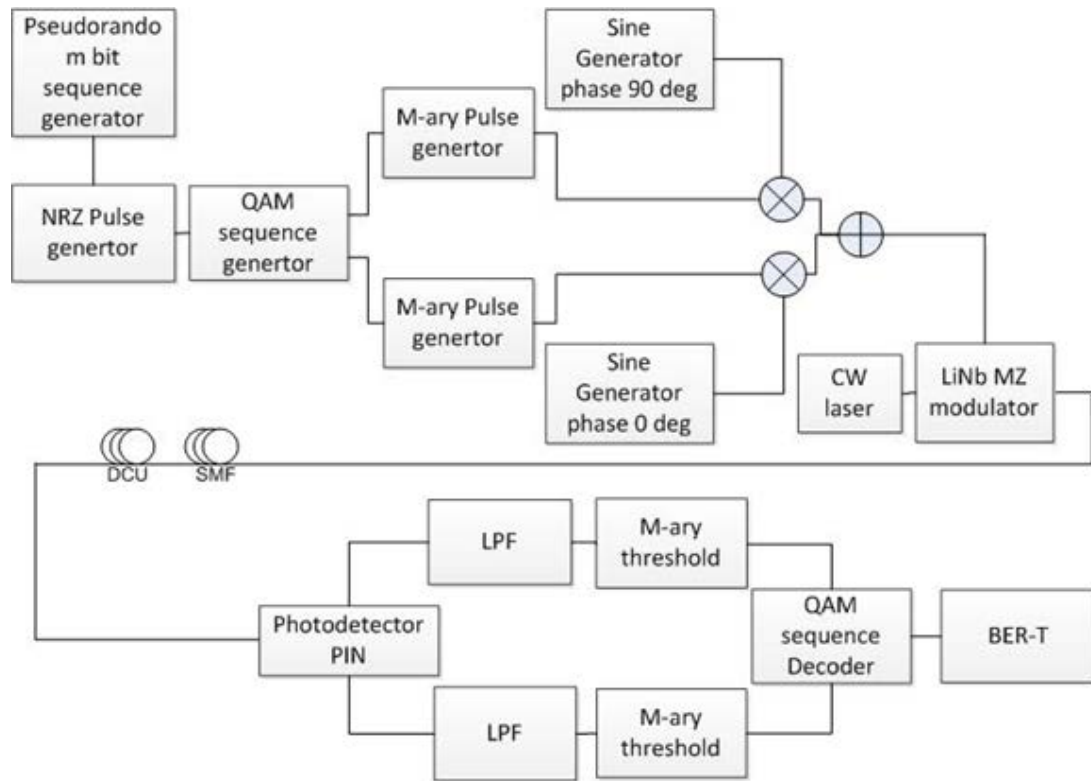 Pseudorando
m bit
sequence
generator
Sine
Generator
phase 90 deg
M-ary Pulse
genertor
NRZ Pulse
genertor
QAM
sequence
genertor
M-ary Pulse
genertor
Sine
Generator
phase 0 deg
CW
laser
LiNb MZ
modulator
DCU
SMF
LPF
M-ary
threshold
Photodetector
PIN
QAM
sequence
Decoder
BER-T
LPF
M-ary
threshold